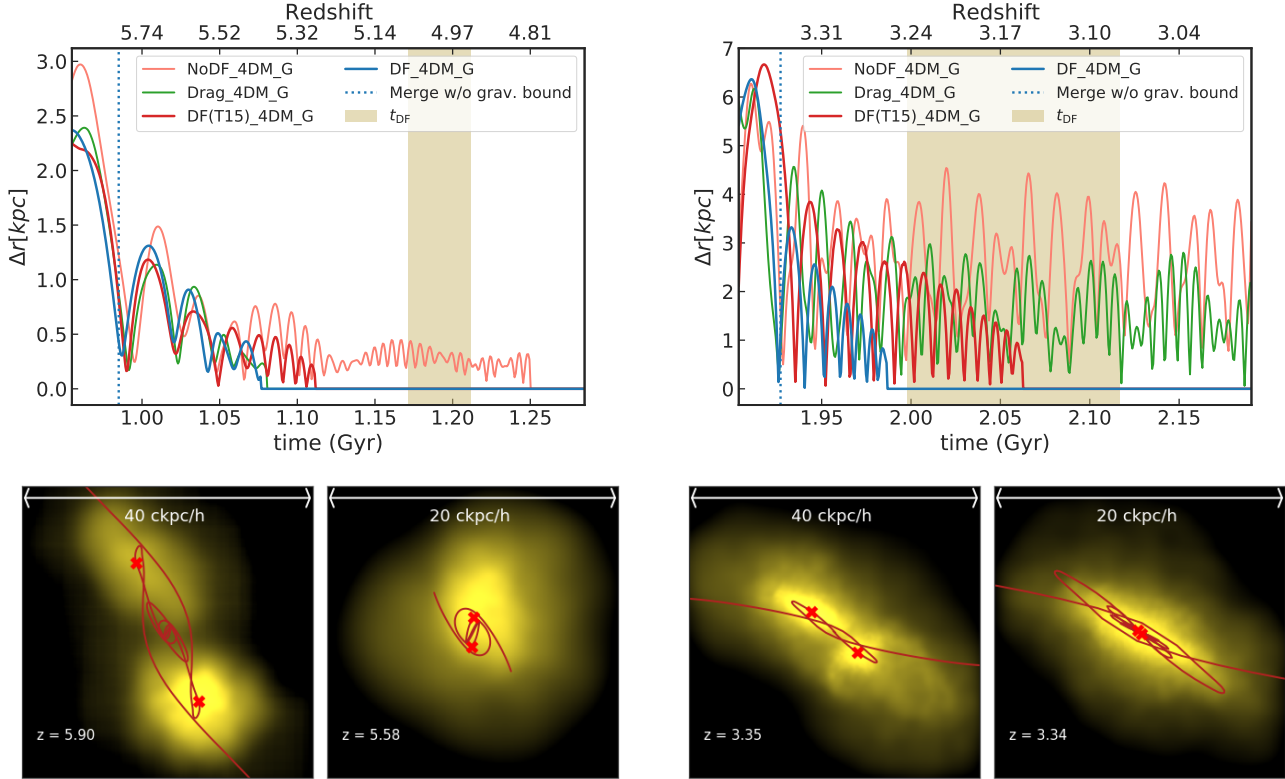 Redshift
5.74 5.52 5.32 5.14 4.97 4.81
NoDF_4DM_G
Drag_4DM_G
DF(T15)_4DM_G
DF_4DM_G
Merge w/o grav. bound
t_DF
Δr[kpc]
3.0
2.5
2.0
1.5
1.0
0.5
0.0
1.00 1.05 1.10 1.15 1.20 1.25
time (Gyr)
Redshift
3.31 3.24 3.17 3.10 3.04
NoDF_4DM_G
Drag_4DM_G
DF(T15)_4DM_G
DF_4DM_G
Merge w/o grav. bound
t_DF
Δr[kpc]
7
6
5
4
3
2
1
0
1.95 2.00 2.05 2.10 2.15
time (Gyr)
40 ckpc/h
z = 5.90
20 ckpc/h
z = 5.58
40 ckpc/h
z = 3.35
20 ckpc/h
z = 3.34